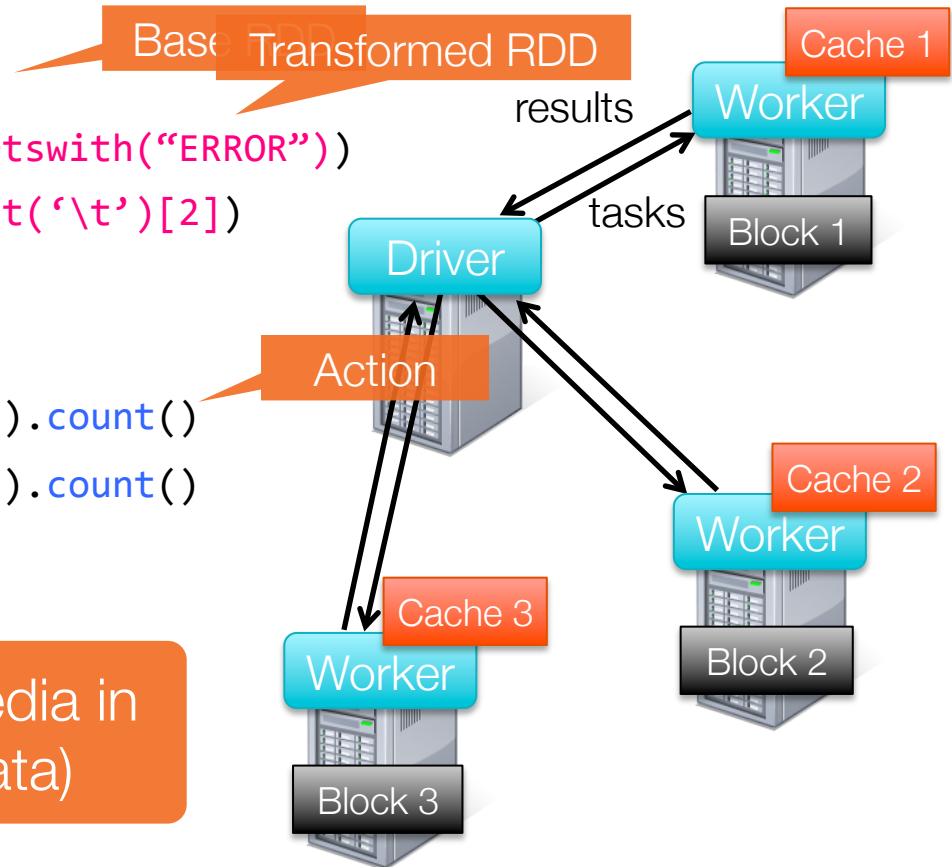 Base RDD
Transformed RDD
Cache 1
Worker
results
tswith(“ERROR”))
t(‘\t’)[2])
tasks
Block 1
Driver
Action
).count()
).count()
Cache 2
Worker
Block 2
Cache 3
Worker
Block 3
edia in
ata)